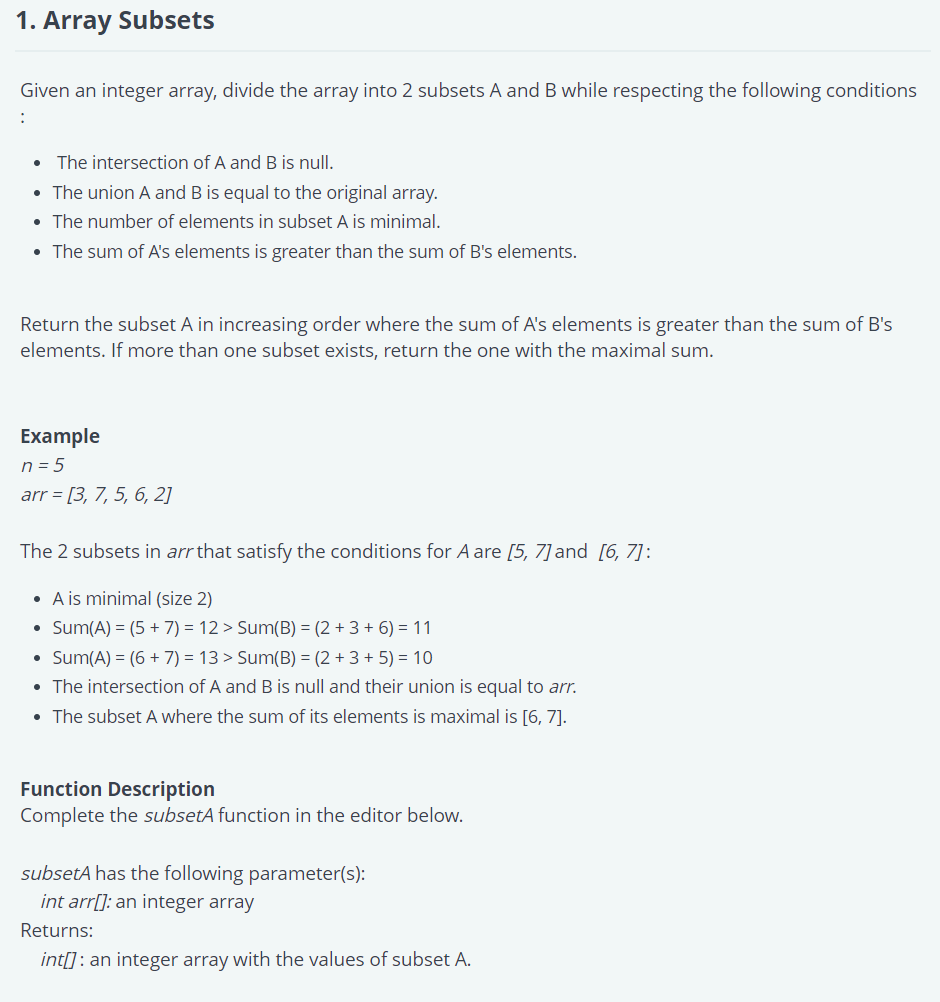 1. Array Subsets
Given an integer array, divide the array into 2 subsets A and B while respecting the following conditions
:
• The intersection of A and B is null.
• The union A and B is equal to the original array.
• The number of elements in subset A is minimal.
• The sum of A's elements is greater than the sum of B's elements.
Return the subset A in increasing order where the sum of A's elements is greater than the sum of B's
elements. If more than one subset exists, return the one with the maximal sum.
Example
n = 5
arr = [3, 7, 5, 6, 2]
The 2 subsets in arr that satisfy the conditions for A are [5, 7] and [6, 7] :
• A is minimal (size 2)
• Sum(A) = (5 + 7) = 12 > Sum(B) = (2 + 3 + 6) = 11
• Sum(A) = (6 + 7) = 13 > Sum(B) = (2 + 3 + 5) = 10
• The intersection of A and B is null and their union is equal to arr.
• The subset A where the sum of its elements is maximal is [6, 7].
Function Description
Complete the subsetA function in the editor below.
subsetA has the following parameter(s):
int arr[]: an integer array
Returns:
int[] : an integer array with the values of subset A.